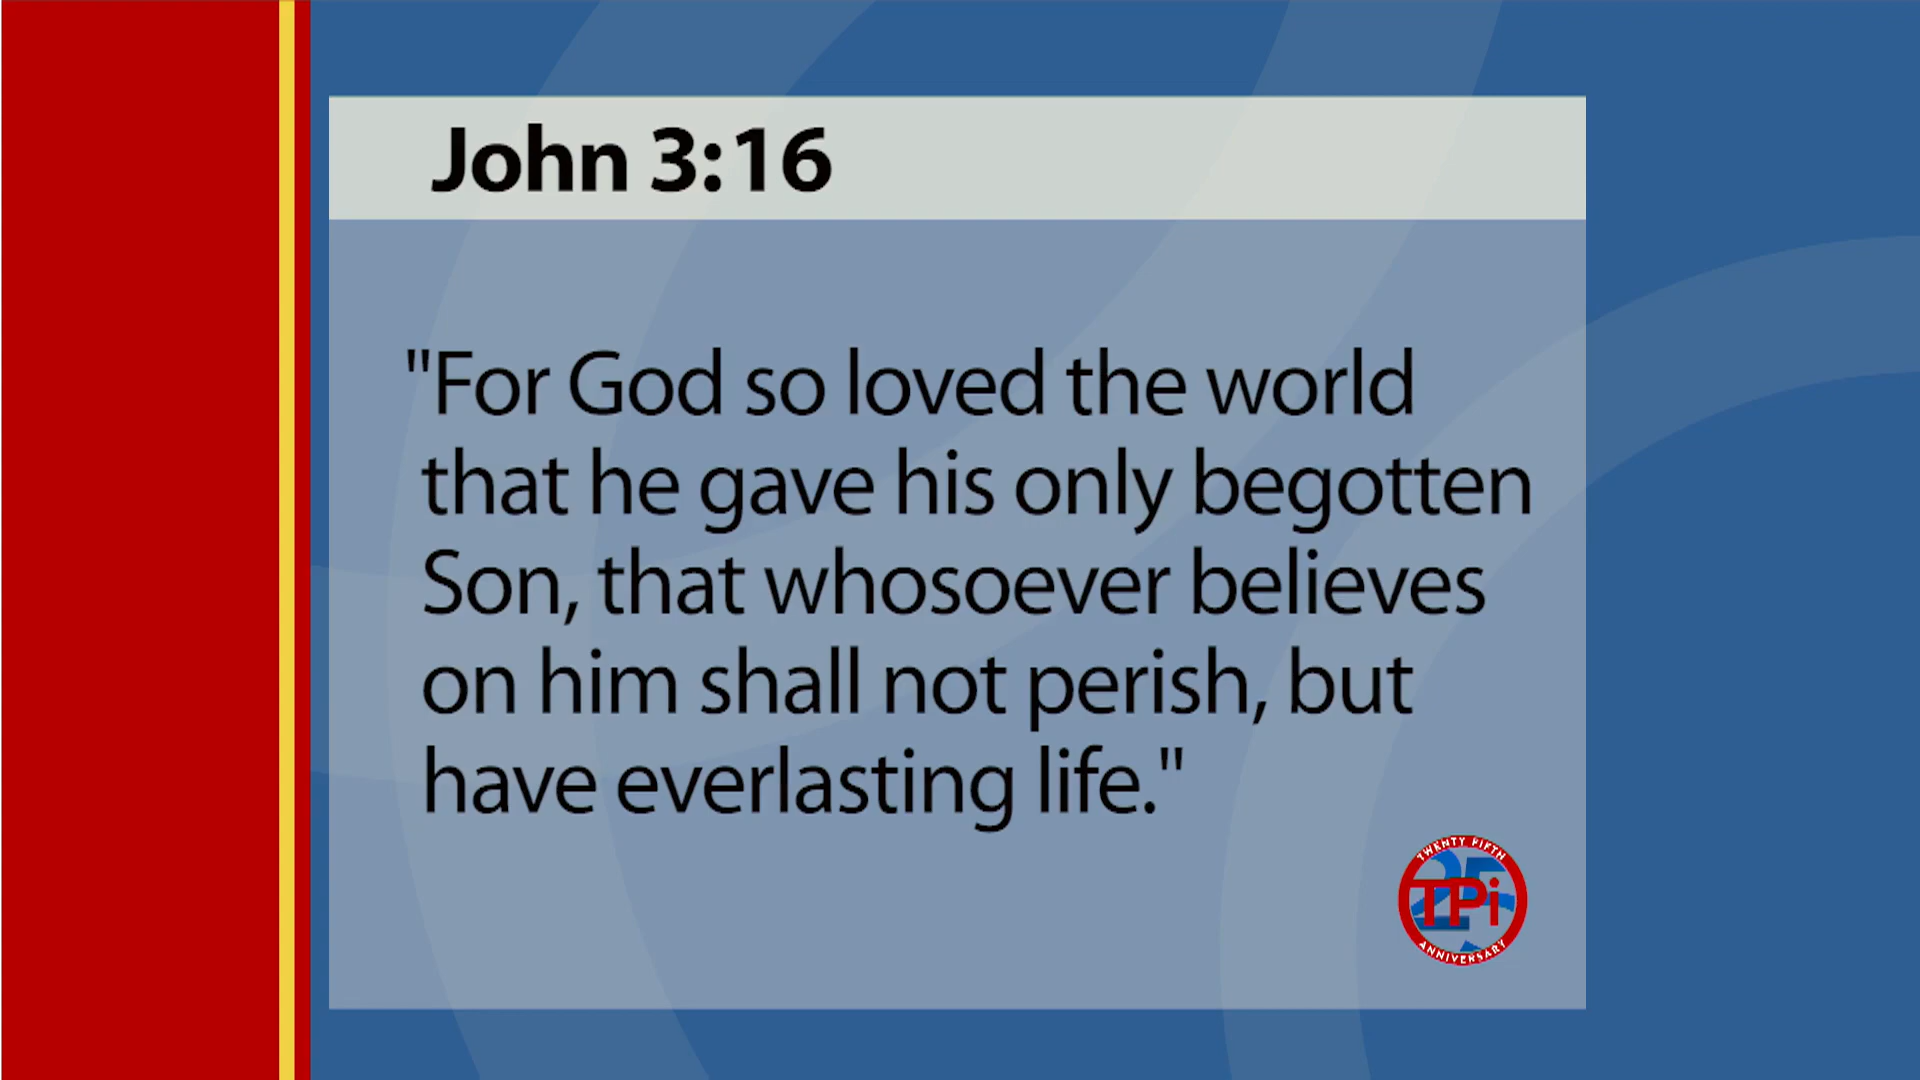 John 3:16
"For God so loved the world
that he gave his only begotten
Son, that whosoever believes
on him shall not perish, but
have everlasting life."
TWENTY FIFTH
25
TPi
ANNIVERSARY